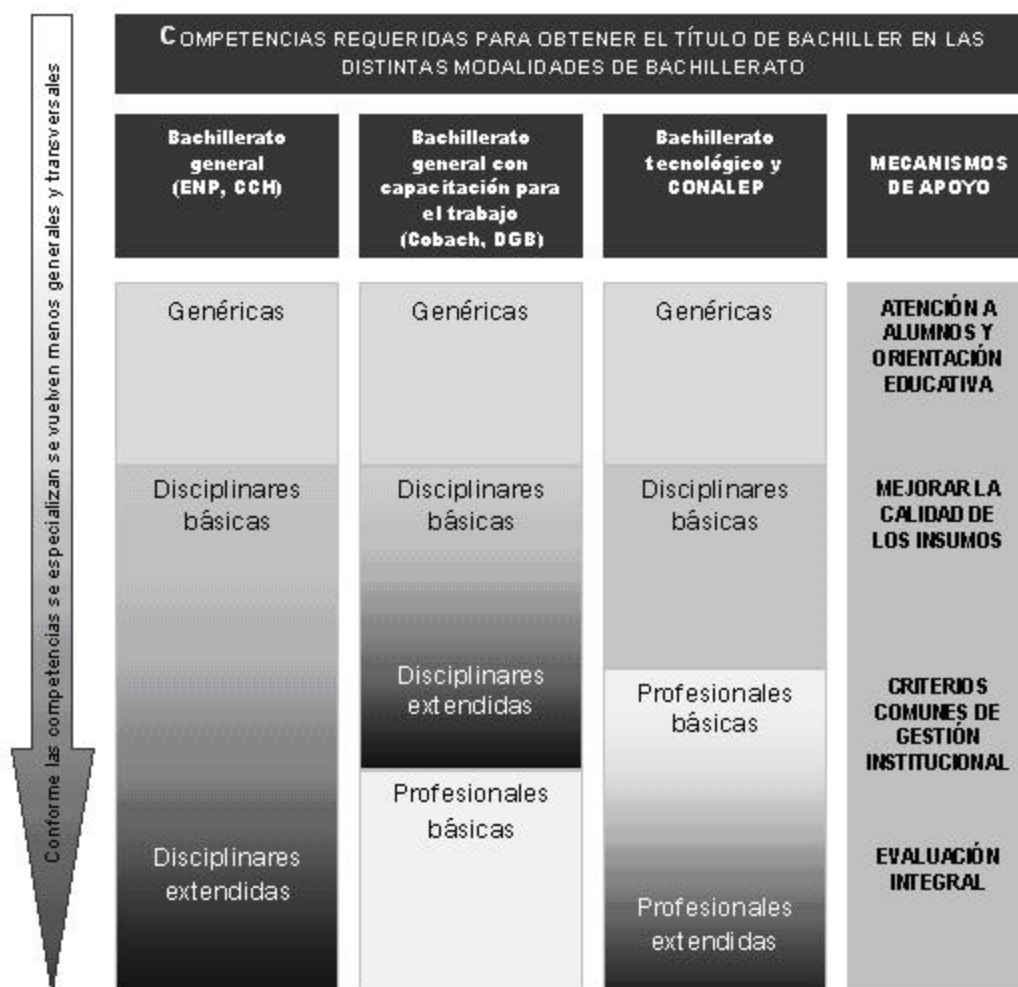 Conforme las competencias se especializan se vuelven menos generales y transversales
COMPETENCIAS REQUERIDAS PARA OBTENER EL TÍTULO DE BACHILLER EN LAS
DISTINTAS MODALIDADES DE BACHILLERATO
Bachillerato
general
(ENP, CCH)
Bachillerato
general con
capacitación para
el trabajo
(Cobach, DGB)
Bachillerato
tecnológico y
CONALEP
MECANISMOS
DE APOYO
Genéricas
Disciplinares
básicas
Disciplinares
extendidas
Genéricas
Disciplinares
básicas
Disciplinares
extendidas
Profesionales
básicas
Genéricas
Disciplinares
básicas
Profesionales
básicas
Profesionales
extendidas
ATENCIÓN A
ALUMNOS Y
ORIENTACIÓN
EDUCATIVA
MEJORAR LA
CALIDAD DE
LOS INSUMOS
CRITERIOS
COMUNES DE
GESTIÓN
INSTITUCIONAL
EVALUACIÓN
INTEGRAL